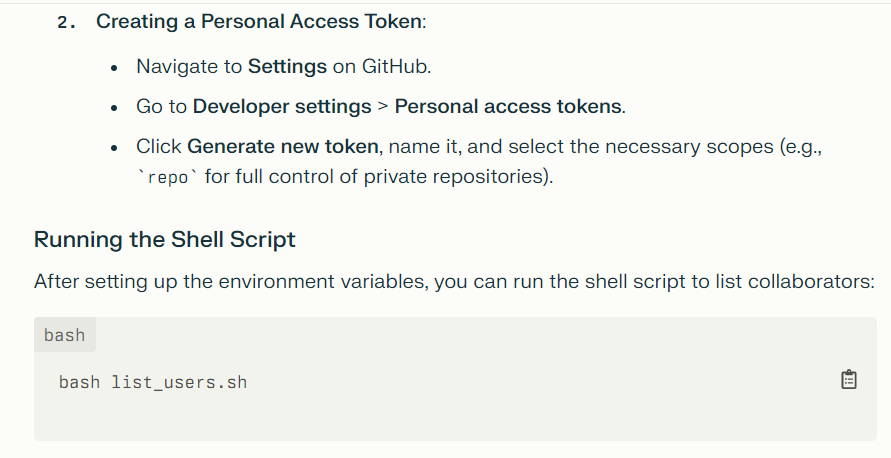 2. Creating a Personal Access Token:
• Navigate to Settings on GitHub.
• Go to Developer settings > Personal access tokens.
• Click Generate new token, name it, and select the necessary scopes (e.g.,
`repo` for full control of private repositories).
Running the Shell Script
After setting up the environment variables, you can run the shell script to list collaborators:
bash
bash list_users.sh